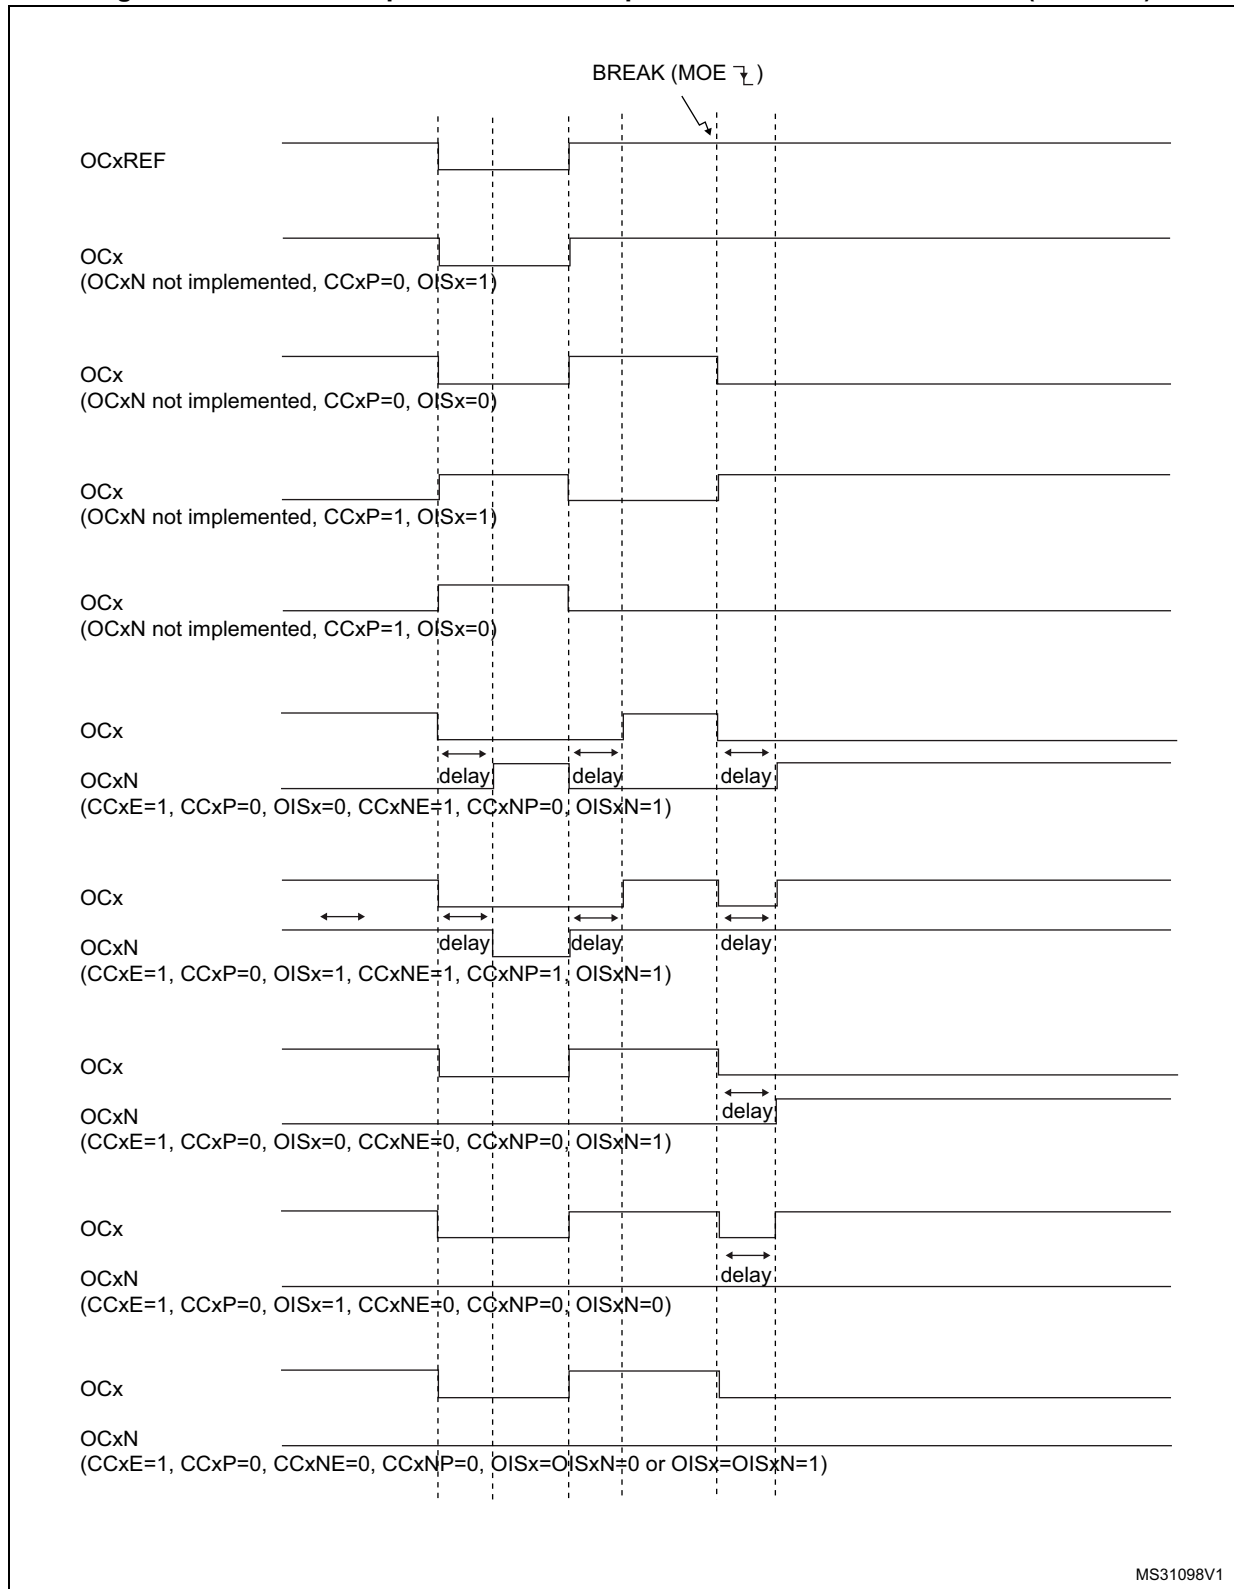 BREAK (MOE )
OCxREF
OCx
(OCxN not implemented, CCxP=0, OISx=1)
OCx
(OCxN not implemented, CCxP=0, OISx=0)
OCx
(OCxN not implemented, CCxP=1, OISx=1)
OCx
(OCxN not implemented, CCxP=1, OISx=0)
OCx
delay delay delay
OCxN
(CCxE=1, CCxP=0, OISx=0, CCxNE=1, CCxNP=0, OISxN=1)
OCx
delay delay delay
OCxN
(CCxE=1, CCxP=0, OISx=1, CCxNE=1, CCxNP=1, OISxN=1)
OCx
delay
OCxN
(CCxE=1, CCxP=0, OISx=0, CCxNE=0, CCxNP=0, OISxN=1)
OCx
delay
OCxN
(CCxE=1, CCxP=0, OISx=1, CCxNE=0, CCxNP=0, OISxN=0)
OCx
OCxN
(CCxE=1, CCxP=0, CCxNE=0, CCxNP=0, OISx=OISxN=0 or OISx=OISxN=1)
MS31098V1